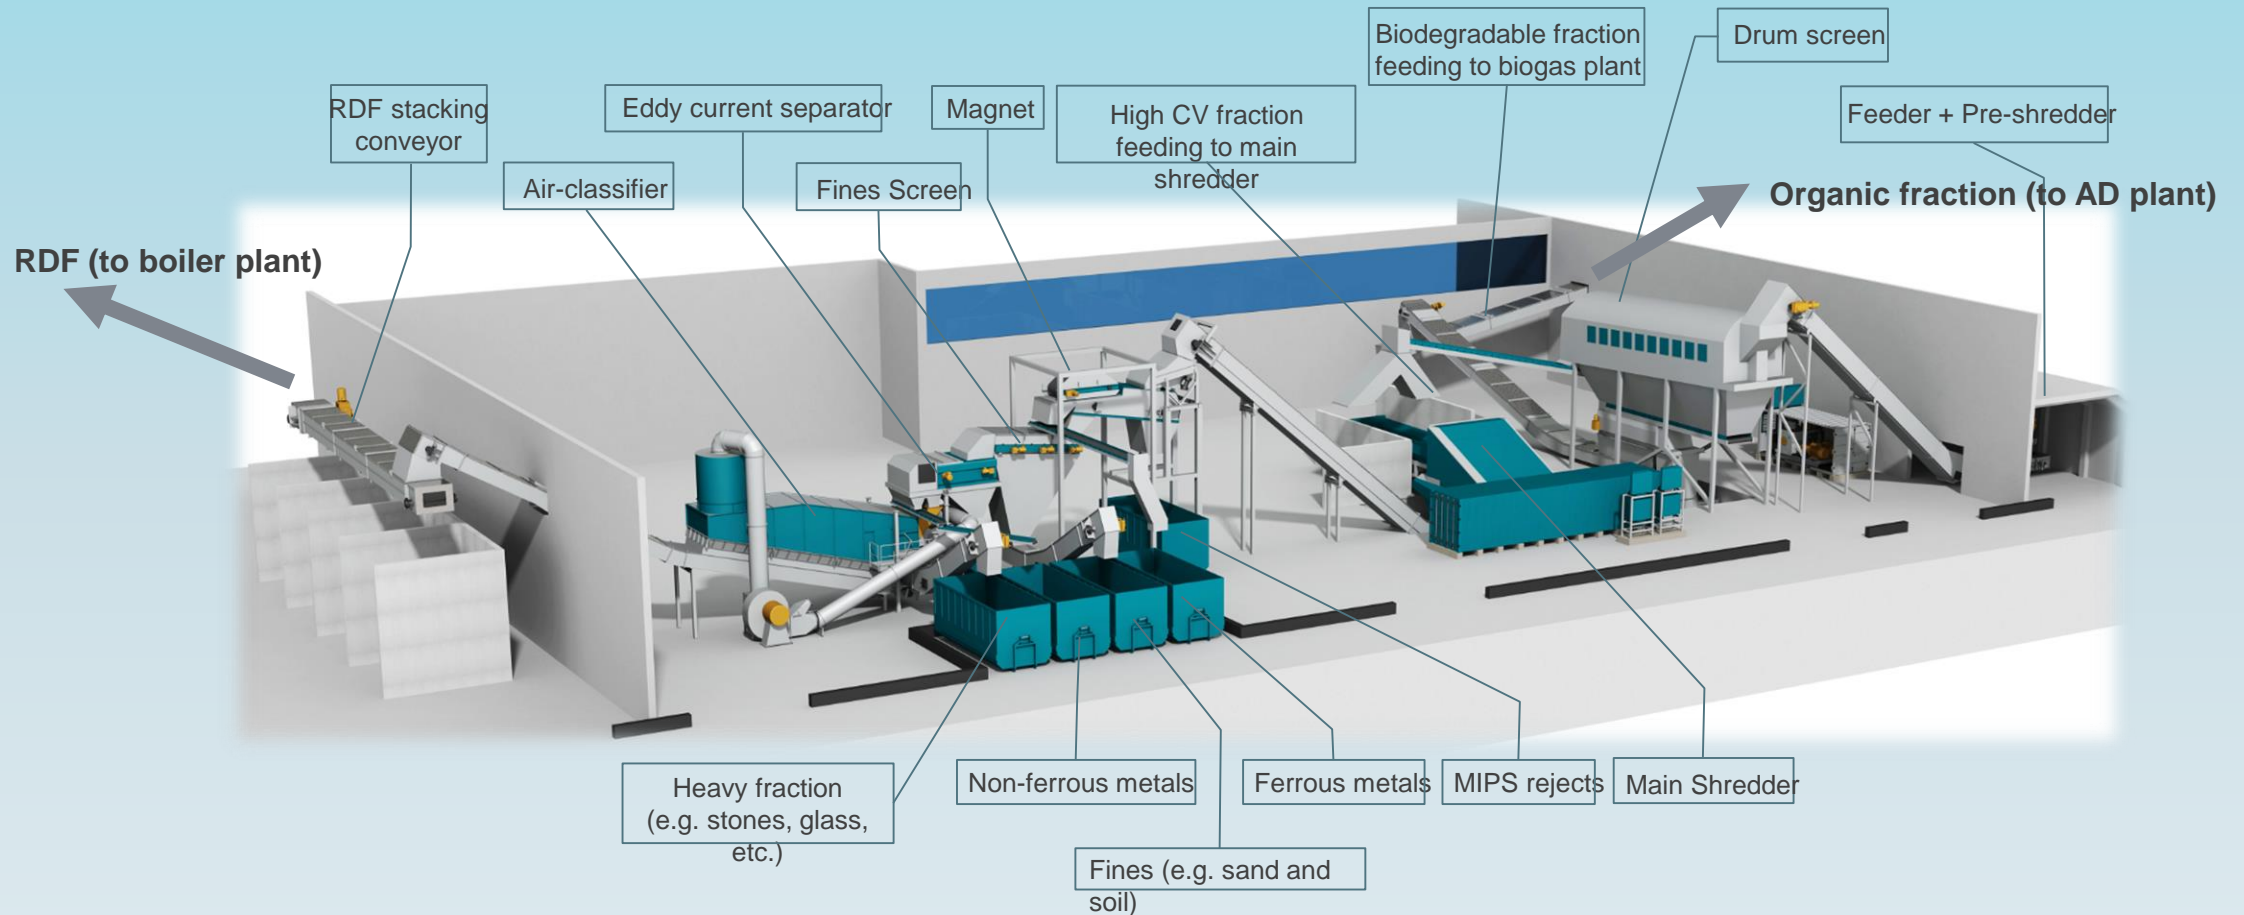 Biodegradable fraction
feeding to biogas plant
Drum screen
RDF stacking
conveyor
Eddy current separator
Magnet
High CV fraction
feeding to main
shredder
Feeder + Pre-shredder
Air-classifier
Fines Screen
Organic fraction (to AD plant)
RDF (to boiler plant)
Heavy fraction
(e.g. stones, glass,
etc.)
Non-ferrous metals
Ferrous metals
MIPS rejects
Main Shredder
Fines (e.g. sand and
soil)